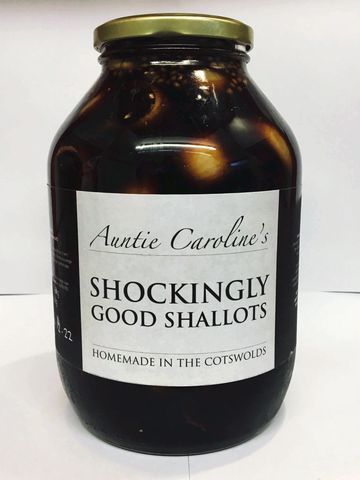 Auntie Caroline's
SHOCKINGLY
GOOD SHALLOTS
HOMEMADE IN THE COTSWOLDS